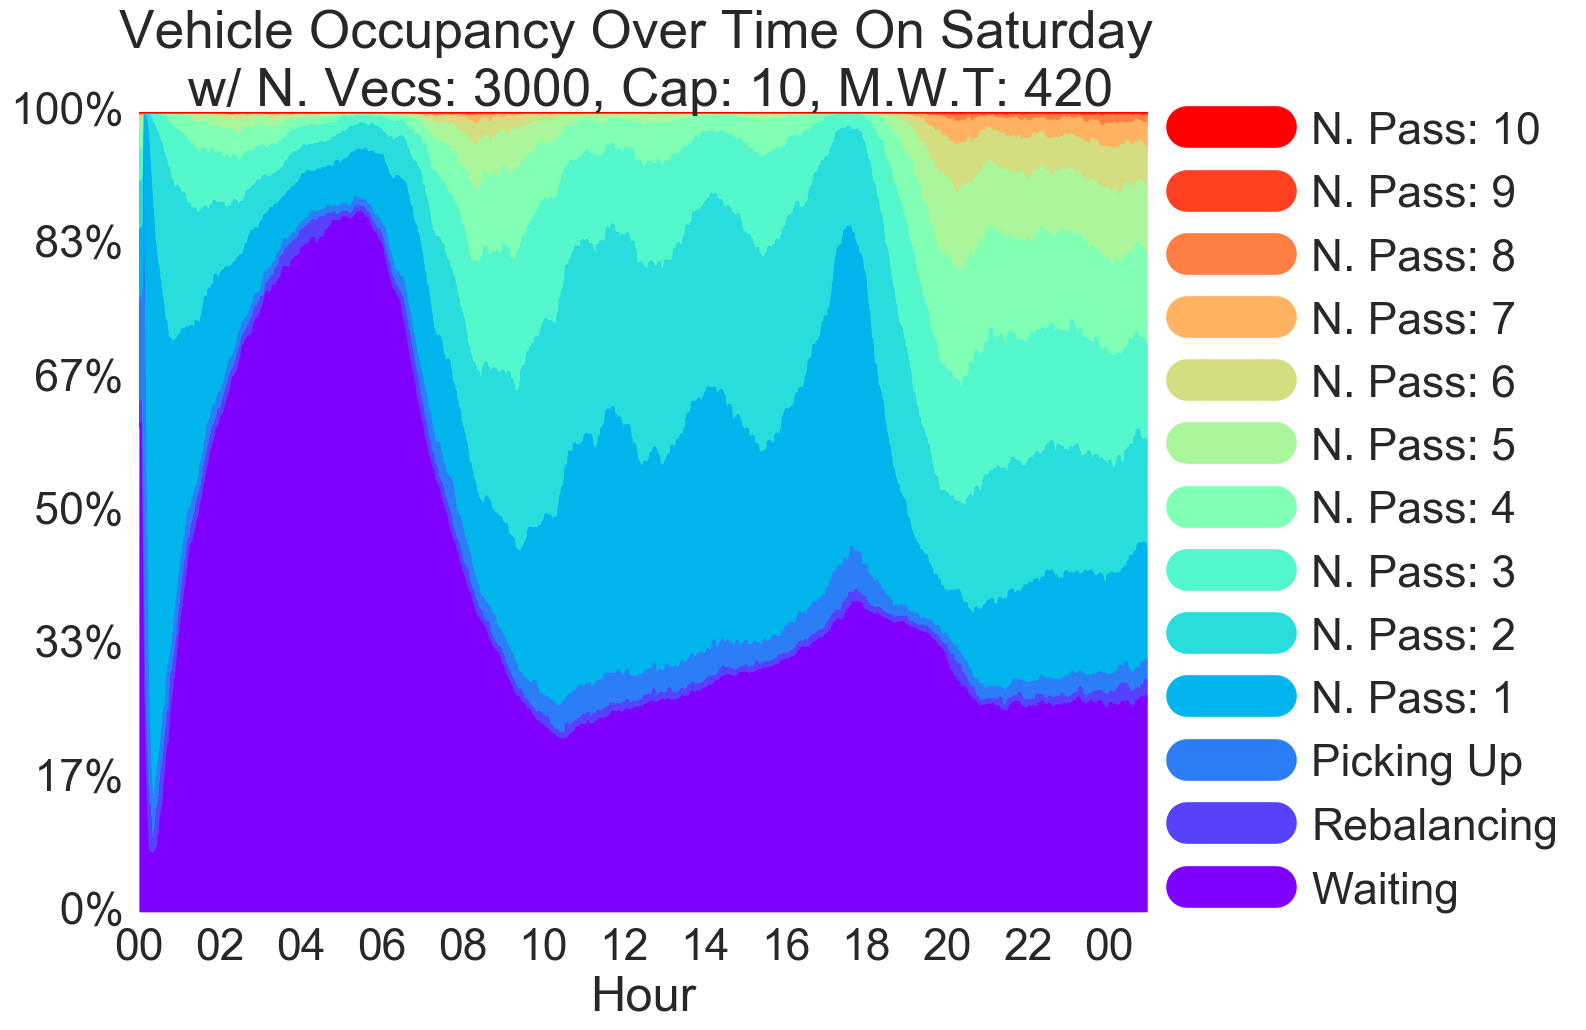 Vehicle Occupancy Over Time On Saturday
w/ N. Vecs: 3000, Cap: 10, M.W.T: 420
100%
83%
67%
50%
33%
17%
0%
00 02 04 06 08 10 12 14 16 18 20 22 00
Hour
N. Pass: 10
N. Pass: 9
N. Pass: 8
N. Pass: 7
N. Pass: 6
N. Pass: 5
N. Pass: 4
N. Pass: 3
N. Pass: 2
N. Pass: 1
Picking Up
Rebalancing
Waiting